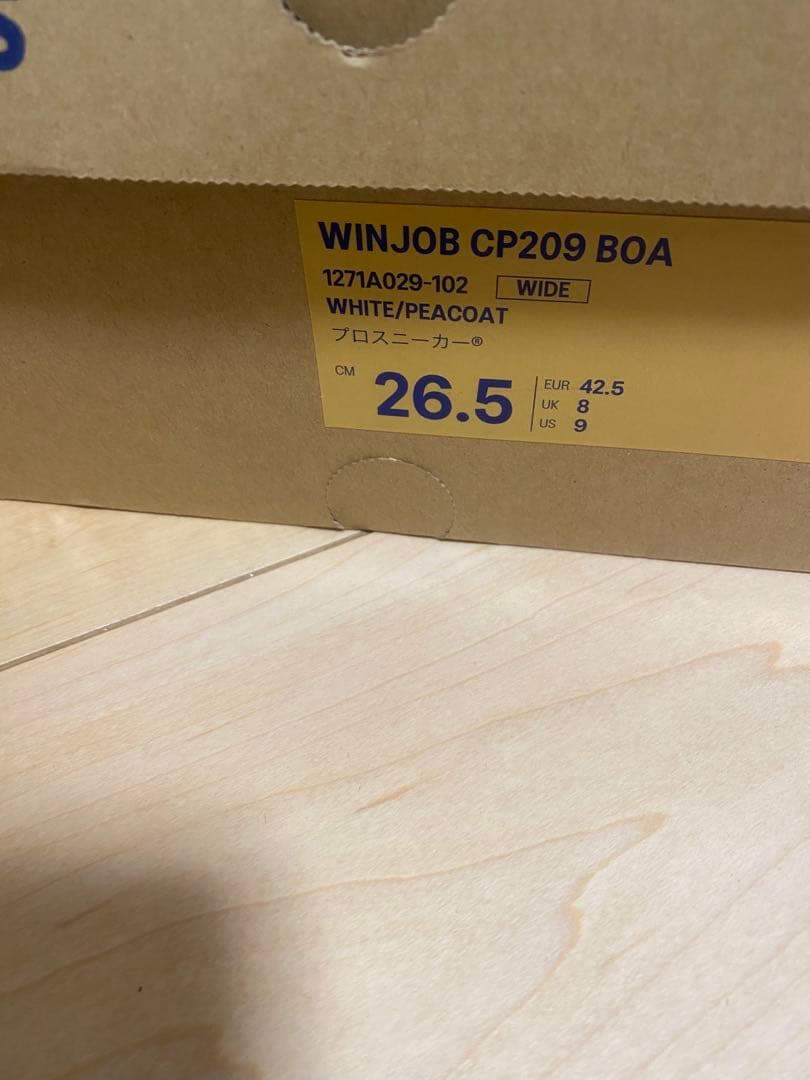 WINJOB CP209 BOA
1271A029-102 WIDE
WHITE/PEACOAT
プロスニーカー®
CM 26.5
EUR 42.5
UK 8
US 9